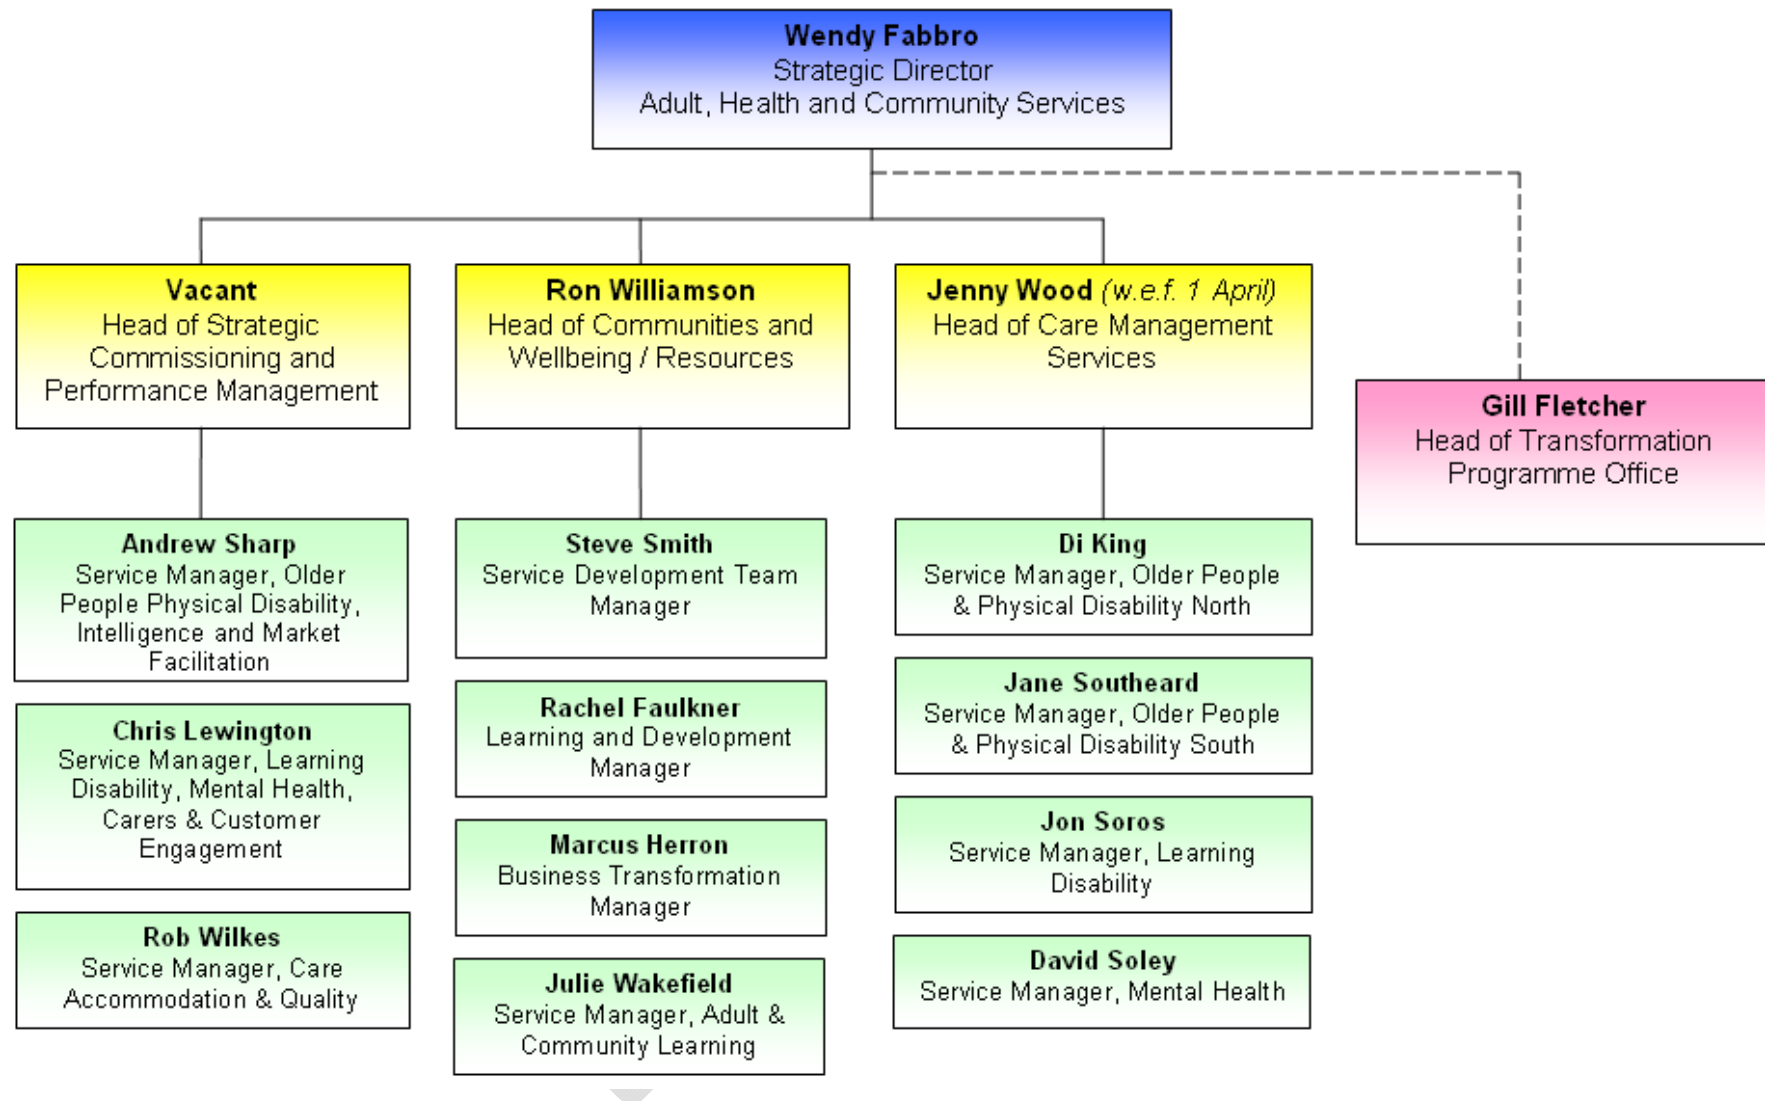 Wendy Fabbro
Strategic Director
Adult, Health and Community Services
Vacant
Head of Strategic
Commissioning and
Performance Management
Ron Williamson
Head of Communities and
Wellbeing / Resources
Jenny Wood (w.e.f. 1 April)
Head of Care Management
Services
Gill Fletcher
Head of Transformation
Programme Office
Andrew Sharp
Service Manager, Older
People Physical Disability,
Intelligence and Market
Facilitation
Chris Lewington
Service Manager, Learning
Disability, Mental Health,
Carers & Customer
Engagement
Rob Wilkes
Service Manager, Care
Accommodation & Quality
Steve Smith
Service Development Team
Manager
Rachel Faulkner
Learning and Development
Manager
Marcus Herron
Business Transformation
Manager
Julie Wakefield
Service Manager, Adult &
Community Learning
Di King
Service Manager, Older People
& Physical Disability North
Jane Southeard
Service Manager, Older People
& Physical Disability South
Jon Soros
Service Manager, Learning
Disability
David Soley
Service Manager, Mental Health